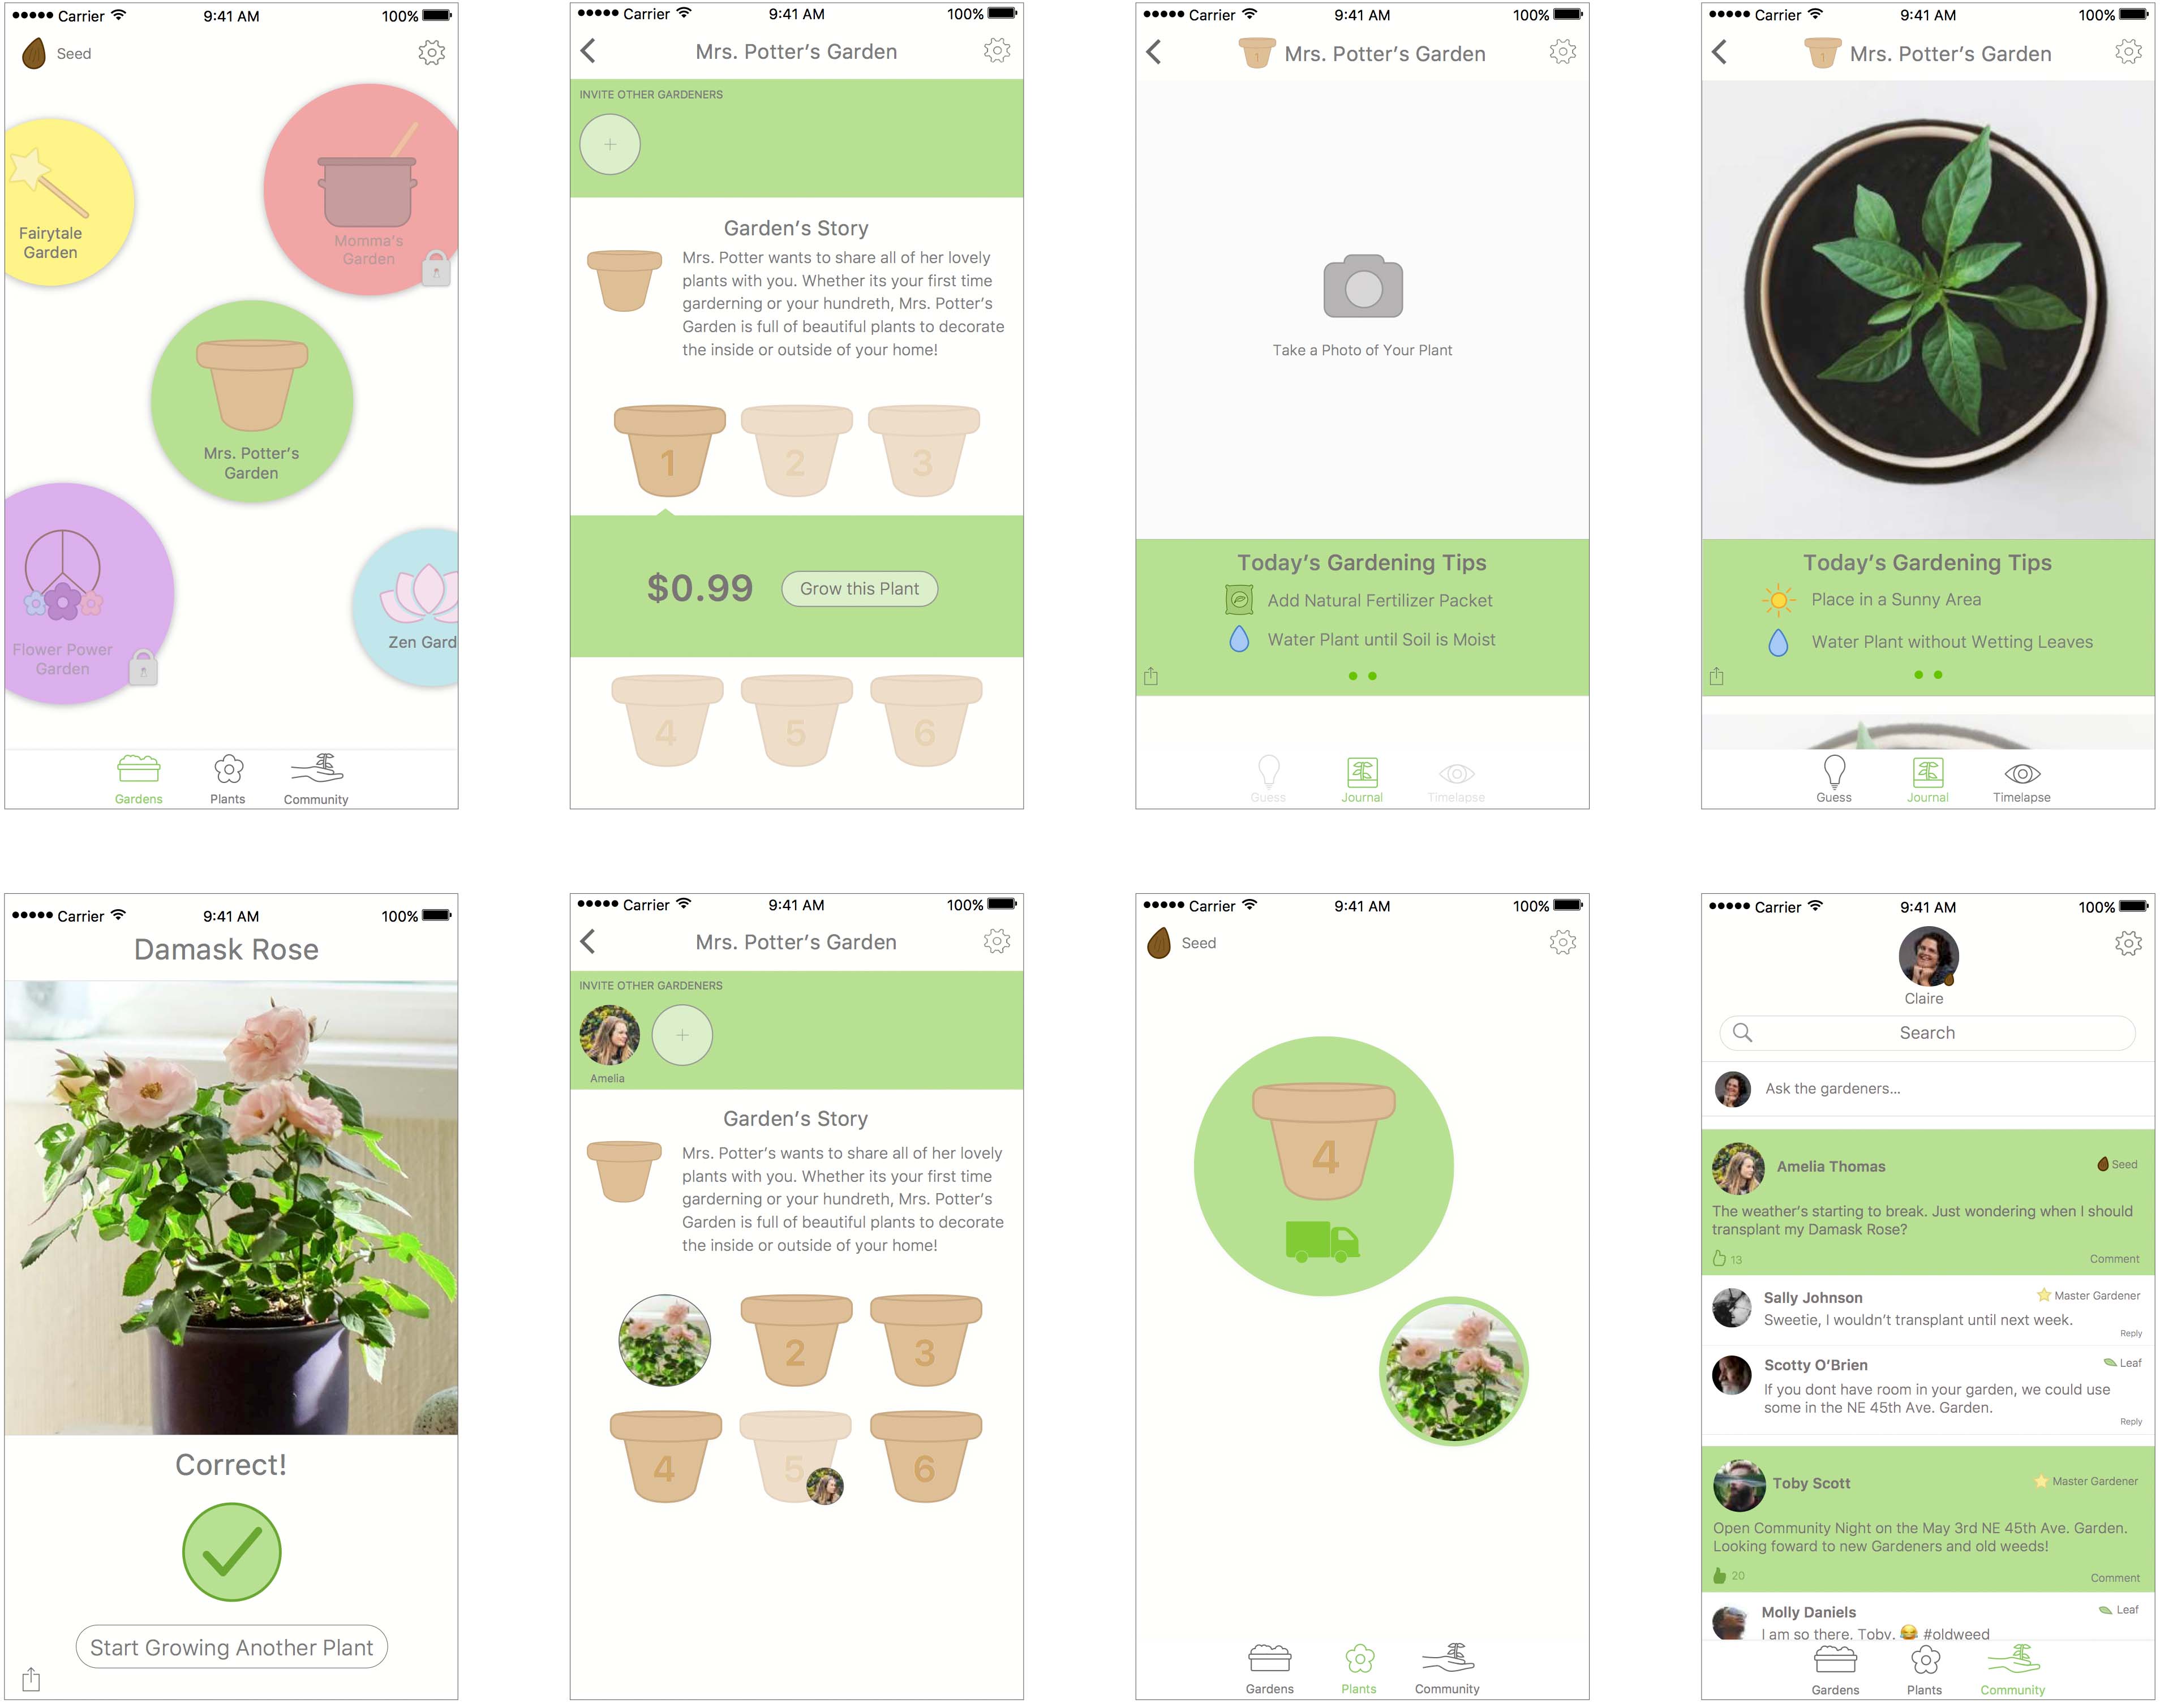 Carrier 9:41 AM 100%
Seed
Fairytale
Garden
Momma's
Garden
Mrs. Potter's
Garden
Flower Power
Garden
Zen Gard
Gardens Plants Community
Carrier 9:41 AM 100%
Mrs. Potter's Garden
INVITE OTHER GARDENERS
+
Garden's Story
Mrs. Potter wants to share all of her lovely
plants with you. Whether its your first time
garderning or your hundreth, Mrs. Potter's
Garden is full of beautiful plants to decorate
the inside or outside of your home!
1 2 3
$0.99 Grow this Plant
4 5 6
Carrier 9:41 AM 100%
1 Mrs. Potter's Garden
Take a Photo of Your Plant
Today's Gardening Tips
Add Natural Fertilizer Packet
Water Plant until Soil is Moist
Guess Journal Timelapse
Carrier 9:41 AM 100%
1 Mrs. Potter's Garden
Today's Gardening Tips
Place in a Sunny Area
Water Plant without Wetting Leaves
Guess Journal Timelapse
Carrier 9:41 AM 100%
Damask Rose
Correct!
Start Growing Another Plant
Carrier 9:41 AM 100%
Mrs. Potter's Garden
INVITE OTHER GARDENERS
+
Amelia
Garden's Story
Mrs. Potter's wants to share all of her lovely
plants with you. Whether its your first time
garderning or your hundreth, Mrs. Potter's
Garden is full of beautiful plants to decorate
the inside or outside of your home!
2 3
4 5 6
Carrier 9:41 AM 100%
Seed
4
Gardens Plants Community
Carrier 9:41 AM 100%
Claire
Search
Ask the gardeners...
Amelia Thomas Seed
The weather's starting to break. Just wondering when I should
transplant my Damask Rose?
13 Comment
Sally Johnson Master Gardener
Sweetie, I wouldn't transplant until next week.
Reply
Scotty O'Brien Leaf
If you dont have room in your garden, we could use
some in the NE 45th Ave. Garden.
Reply
Toby Scott Master Gardener
Open Community Night on the May 3rd NE 45th Ave. Garden.
Looking foward to new Gardeners and old weeds!
20 Comment
Molly Daniels Leaf
I am so there, Toby. 😂 #oldweed
Gardens Plants Community